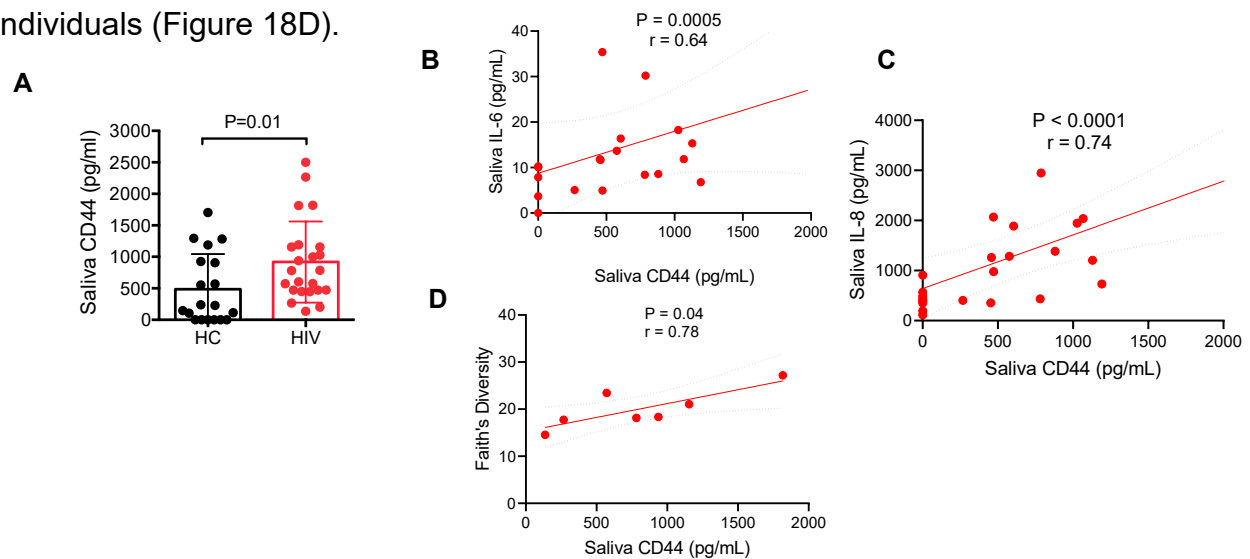 ndividuals (Figure 18D).
A
P=0.01
Saliva CD44 (pg/ml)
3000
2500
2000
1500
1000
500
0
HC
HIV
B
P = 0.0005
r = 0.64
Saliva IL-6 (pg/mL)
40
30
20
10
0
0
500
1000
1500
2000
Saliva CD44 (pg/mL)
C
P < 0.0001
r = 0.74
Saliva IL-8 (pg/mL)
4000
3000
2000
1000
0
0
500
1000
1500
2000
Saliva CD44 (pg/mL)
D
P = 0.04
r = 0.78
Faith's Diversity
40
30
20
10
0
0
500
1000
1500
2000
Saliva CD44 (pg/mL)